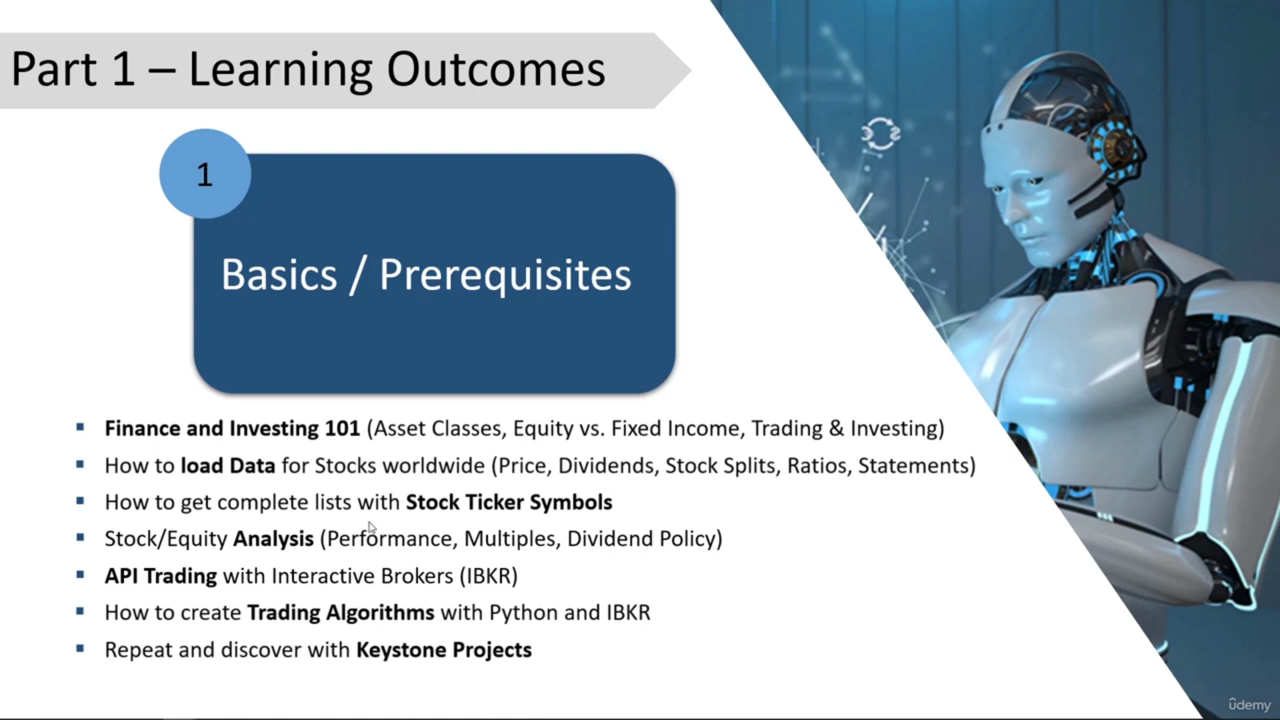 Part 1 – Learning Outcomes
1
Basics / Prerequisites
▪ Finance and Investing 101 (Asset Classes, Equity vs. Fixed Income, Trading & Investing)
▪ How to load Data for Stocks worldwide (Price, Dividends, Stock Splits, Ratios, Statements)
▪ How to get complete lists with Stock Ticker Symbols
▪ Stock/Equity Analysis (Performance, Multiples, Dividend Policy)
▪ API Trading with Interactive Brokers (IBKR)
▪ How to create Trading Algorithms with Python and IBKR
▪ Repeat and discover with Keystone Projects
ûdemy